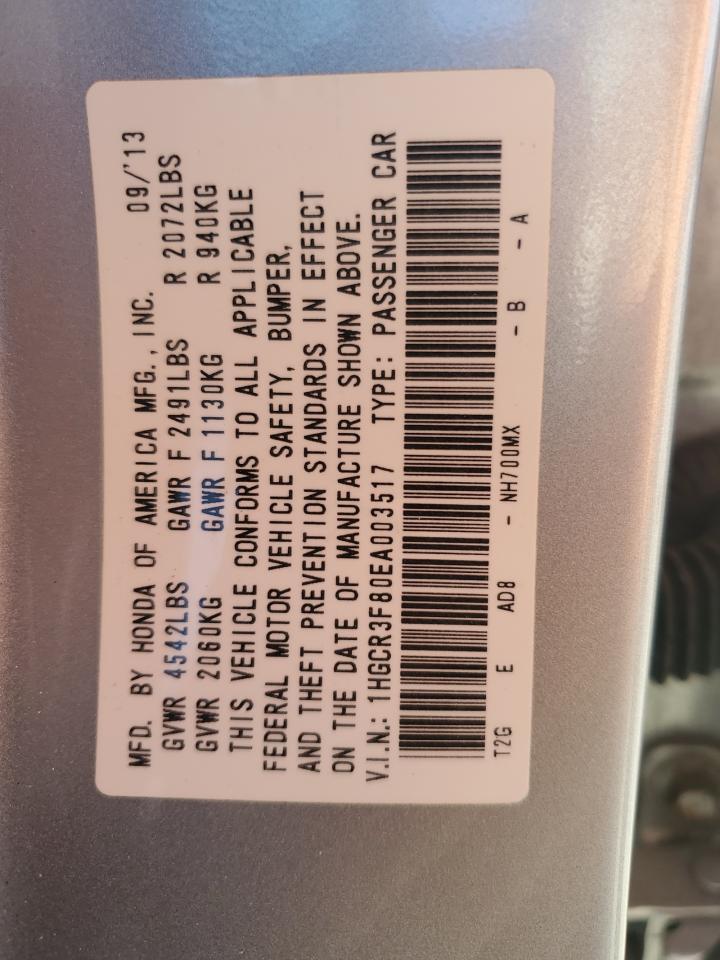 MFD. BY HONDA OF AMERICA MFG., INC. 09/'13
GVWR 4542LBS GAWR F 2491LBS R 2072LBS
GVWR 2060KG GAWR F 1130KG R 940KG
THIS VEHICLE CONFORMS TO ALL APPLICABLE
FEDERAL MOTOR VEHICLE SAFETY, BUMPER,
AND THEFT PREVENTION STANDARDS IN EFFECT
ON THE DATE OF MANUFACTURE SHOWN ABOVE.
V.I.N.: 1HGCR3F80EA003517 TYPE: PASSENGER CAR
T2G E AD8 - NH700MX - B - A